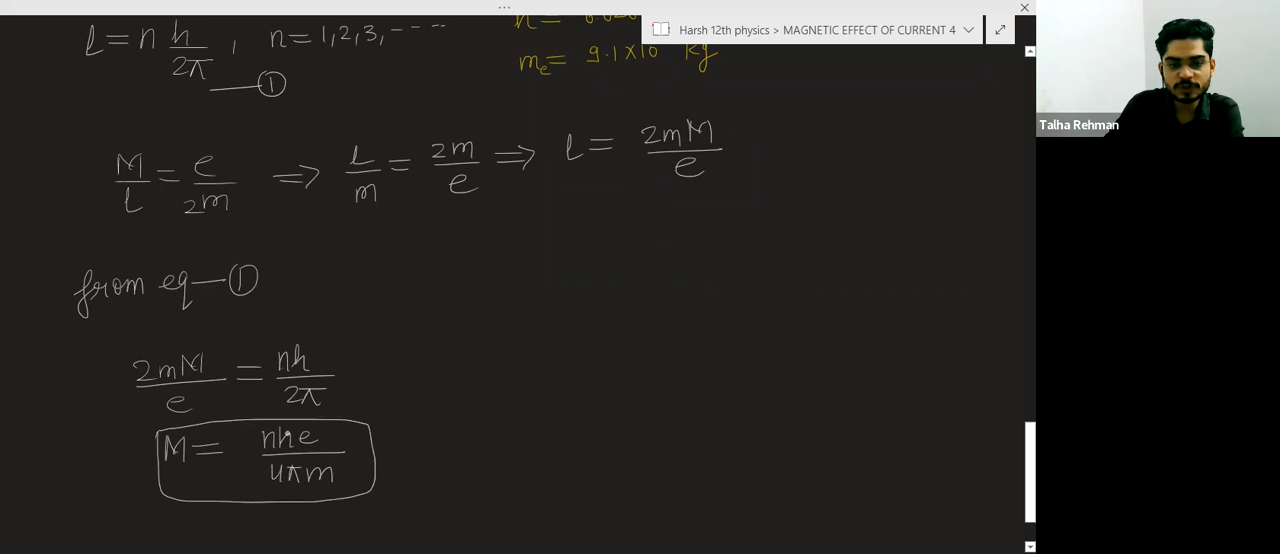 Harsh 12th physics > MAGNETIC EFFECT OF CURRENT 4
Talha Rehman
l = n h/2π , n = 1, 2, 3, ----
—①
mₑ = 9.1 × 10 kg
M/l = e/2m ⇒ l/m = 2m/e ⇒ l = 2mM/e
from eq—①
2mM/e = nh/2π
M = nhe/4πm